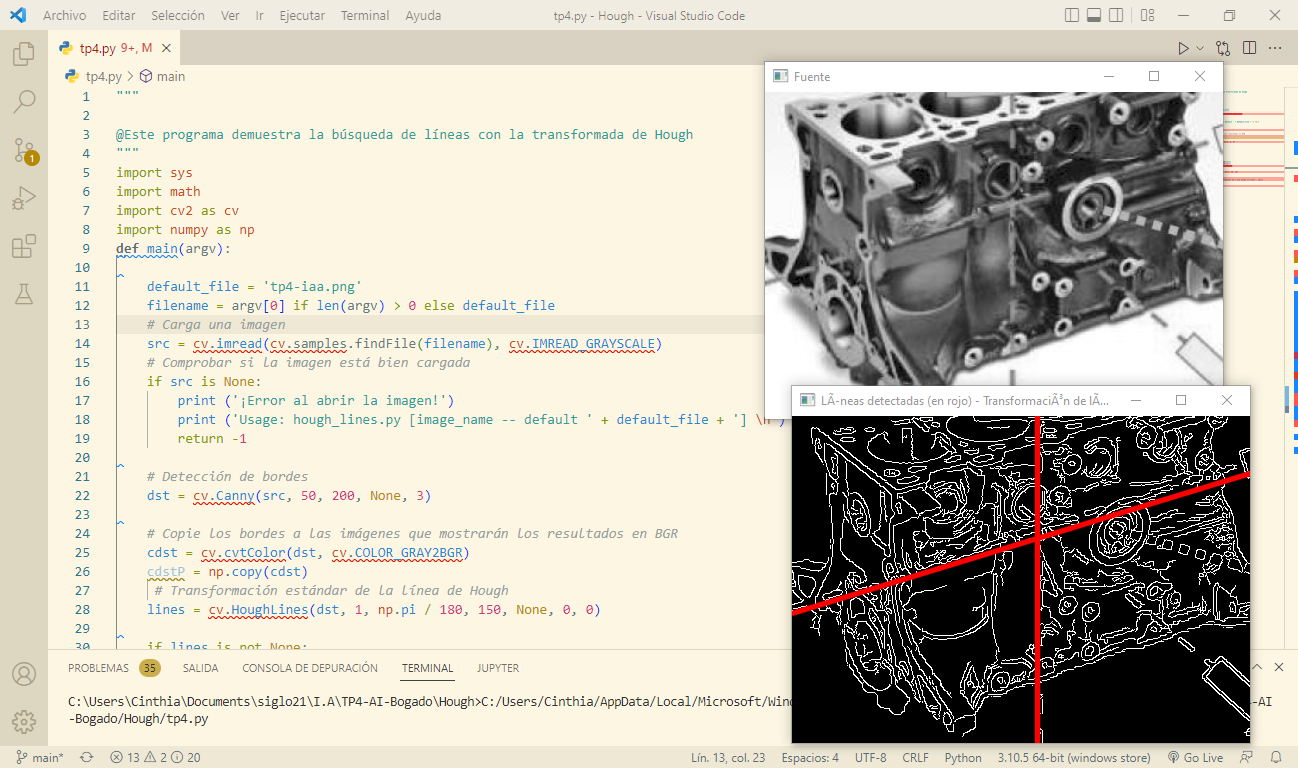 Archivo Editar Selección Ver Ir Ejecutar Terminal Ayuda tp4.py - Hough - Visual Studio Code
tp4.py 9+, M
tp4.py > main
1 """
2
3 @Este programa demuestra la búsqueda de líneas con la transformada de Hough
4 """
5 import sys
6 import math
7 import cv2 as cv
8 import numpy as np
9 def main(argv):
10
11 default_file = 'tp4-iaa.png'
12 filename = argv[0] if len(argv) > 0 else default_file
13 # Carga una imagen
14 src = cv.imread(cv.samples.findFile(filename), cv.IMREAD_GRAYSCALE)
15 # Comprobar si la imagen está bien cargada
16 if src is None:
17 print ('¡Error al abrir la imagen!')
18 print ('Usage: hough_lines.py [image_name -- default ' + default_file + '] \n')
19 return -1
20
21 # Detección de bordes
22 dst = cv.Canny(src, 50, 200, None, 3)
23
24 # Copie los bordes a las imágenes que mostrarán los resultados en BGR
25 cdst = cv.cvtColor(dst, cv.COLOR_GRAY2BGR)
26 cdstP = np.copy(cdst)
27 # Transformación estándar de la línea de Hough
28 lines = cv.HoughLines(dst, 1, np.pi / 180, 150, None, 0, 0)
29
30 if lines is not None:
Fuente
LÃ-neas detectadas (en rojo) - TransformaciÃ³n de lÃ...
PROBLEMAS 35 SALIDA CONSOLA DE DEPURACIÓN TERMINAL JUPYTER
C:\Users\Cinthia\Documents\siglo21\I.A\TP4-AI-Bogado\Hough>C:/Users/Cinthia/AppData/Local/Microsoft/Wind
-AI
-Bogado/Hough/tp4.py
1
main* 13 2 20 Lín. 13, col. 23 Espacios: 4 UTF-8 CRLF Python 3.10.5 64-bit (windows store) Go Live